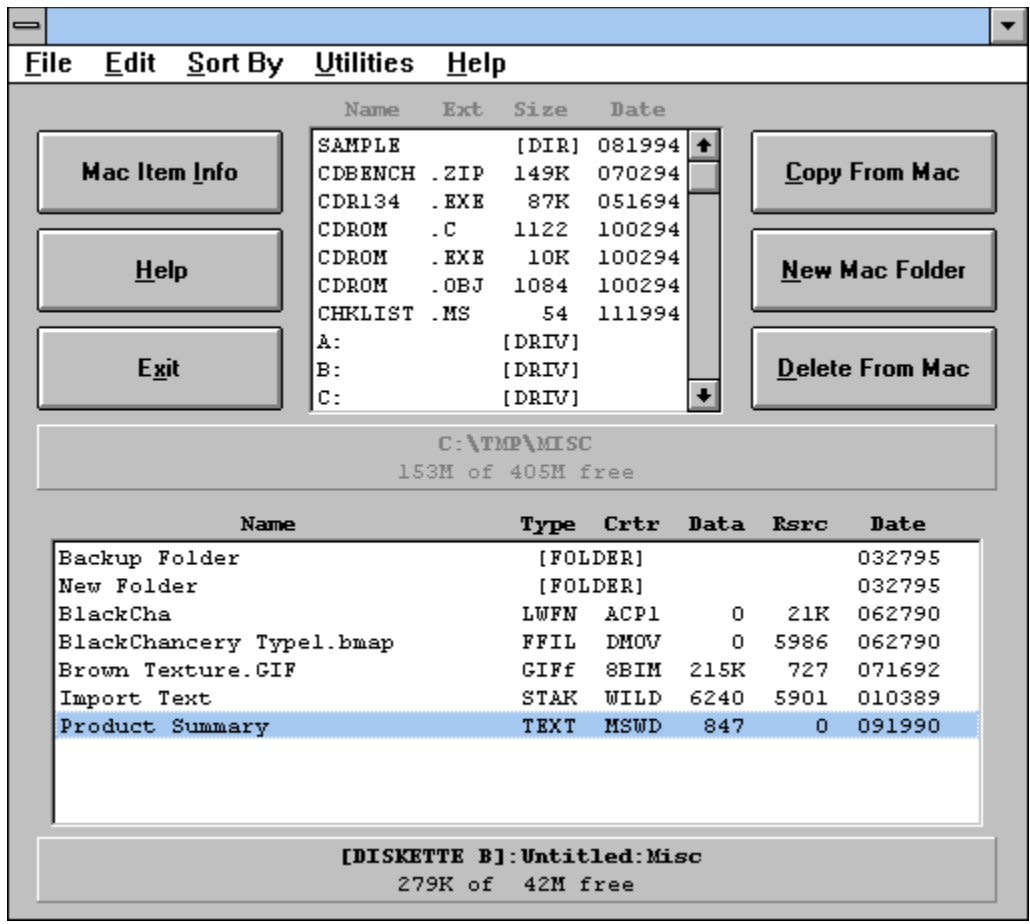 File Edit Sort By Utilities Help
Name Ext Size Date
Mac Item Info
Help
Exit
SAMPLE [DIR] 081994
CDBENCH .ZIP 149K 070294
CDR134 .EXE 87K 051694
CDROM .C 1122 100294
CDROM .EXE 10K 100294
CDROM .OBJ 1084 100294
CHKLIST .MS 54 111994
A: [DRIV]
B: [DRIV]
C: [DRIV]
Copy From Mac
New Mac Folder
Delete From Mac
C:\TMP\MISC
153M of 405M free
Name Type Crtr Data Rsrc Date
Backup Folder [FOLDER] 032795
New Folder [FOLDER] 032795
BlackCha LWFN ACP1 0 21K 062790
BlackChancery Type1.bmap FFIL DMOV 0 5986 062790
Brown Texture.GIF GIFf 8BIM 215K 727 071692
Import Text STAK WILD 6240 5901 010389
Product Summary TEXT MSWD 847 0 091990
[DISKETTE B]:Untitled:Misc
279K of 42M free